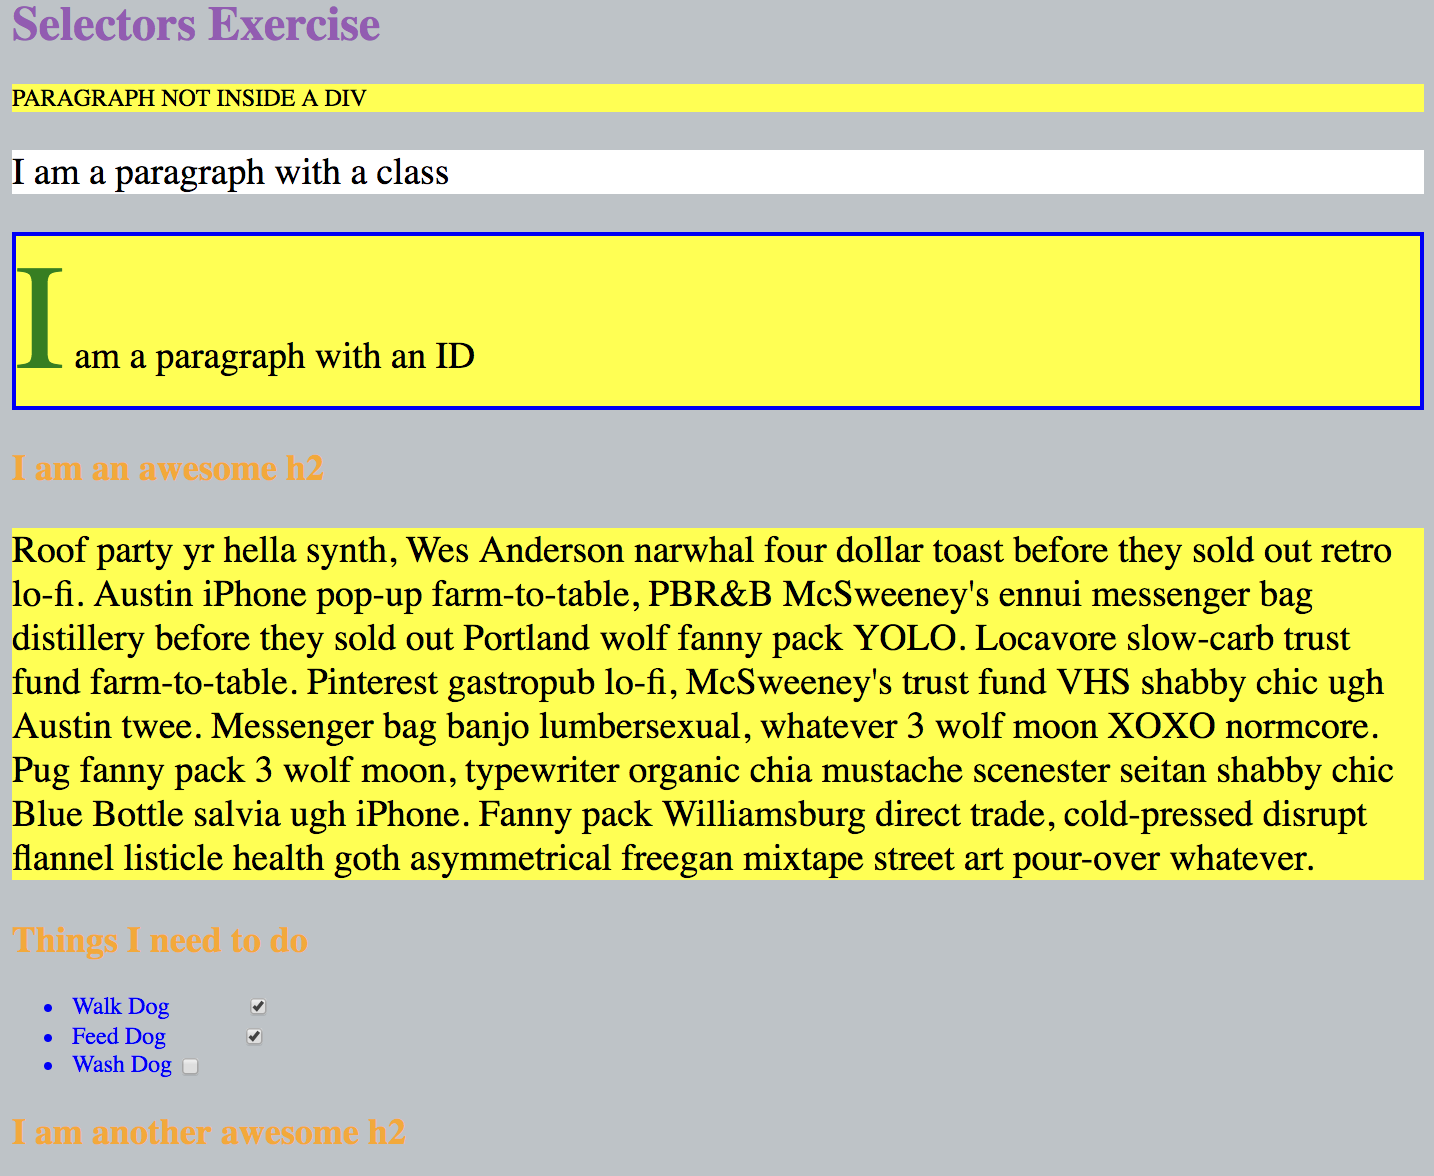 Selectors Exercise
PARAGRAPH NOT INSIDE A DIV
I am a paragraph with a class
I am a paragraph with an ID
I am an awesome h2
Roof party yr hella synth, Wes Anderson narwhal four dollar toast before they sold out retro
lo-fi. Austin iPhone pop-up farm-to-table, PBR&B McSweeney's ennui messenger bag
distillery before they sold out Portland wolf fanny pack YOLO. Locavore slow-carb trust
fund farm-to-table. Pinterest gastropub lo-fi, McSweeney's trust fund VHS shabby chic ugh
Austin twee. Messenger bag banjo lumbersexual, whatever 3 wolf moon XOXO normcore.
Pug fanny pack 3 wolf moon, typewriter organic chia mustache scenester seitan shabby chic
Blue Bottle salvia ugh iPhone. Fanny pack Williamsburg direct trade, cold-pressed disrupt
flannel listicle health goth asymmetrical freegan mixtape street art pour-over whatever.
Things I need to do
Walk Dog
Feed Dog
Wash Dog
I am another awesome h2